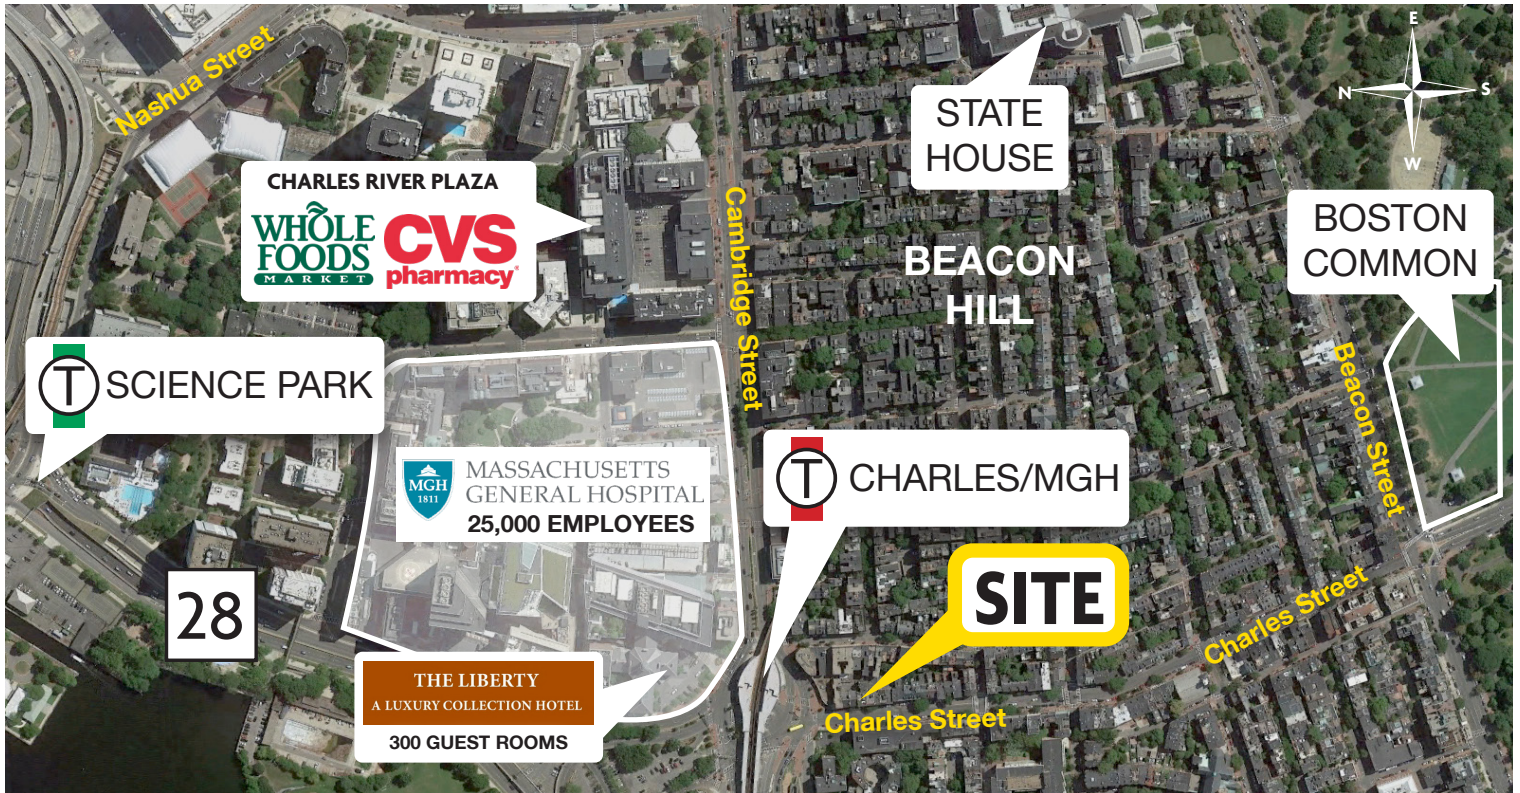 Nashua Street
E
N
S
W
STATE
HOUSE
CHARLES RIVER PLAZA
WHOLE
FOODS
MARKET
CVS
pharmacy
Cambridge Street
BEACON
HILL
BOSTON
COMMON
T SCIENCE PARK
Beacon Street
MGH
1811
MASSACHUSETTS
GENERAL HOSPITAL
25,000 EMPLOYEES
T CHARLES/MGH
SITE
28
Charles Street
THE LIBERTY
A LUXURY COLLECTION HOTEL
300 GUEST ROOMS
Charles Street